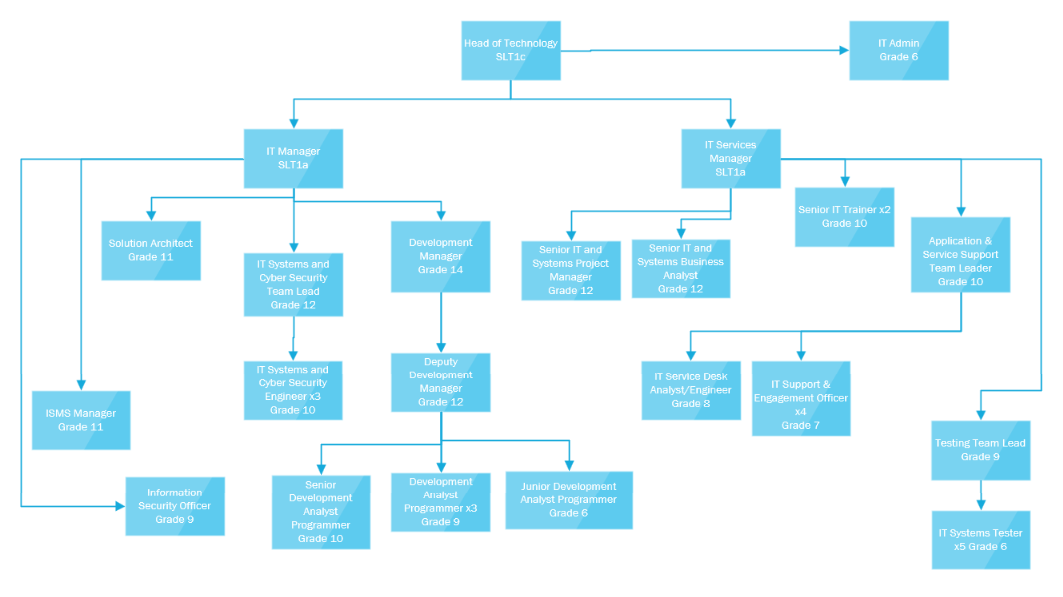 Head of Technology
SLT1c
IT Admin
Grade 6
IT Manager
SLT1a
IT Services
Manager
SLT1a
Senior IT Trainer x2
Grade 10
Solution Architect
Grade 11
Development
Manager
Grade 14
Application &
Service Support
Team Leader
Grade 10
IT Systems and
Cyber Security
Team Lead
Grade 12
Senior IT and
Systems Project
Manager
Grade 12
Senior IT and
Systems Business
Analyst
Grade 12
IT Systems and
Cyber Security
Engineer x3
Grade 10
Deputy
Development
Manager
Grade 12
IT Service Desk
Analyst/Engineer
Grade 8
IT Support &
Engagement Officer
x4
Grade 7
ISMS Manager
Grade 11
Testing Team Lead
Grade 9
Information
Security Officer
Grade 9
Senior
Development
Analyst
Programmer
Grade 10
Development
Analyst
Programmer x3
Grade 9
Junior Development
Analyst Programmer
Grade 6
IT Systems Tester
x5 Grade 6